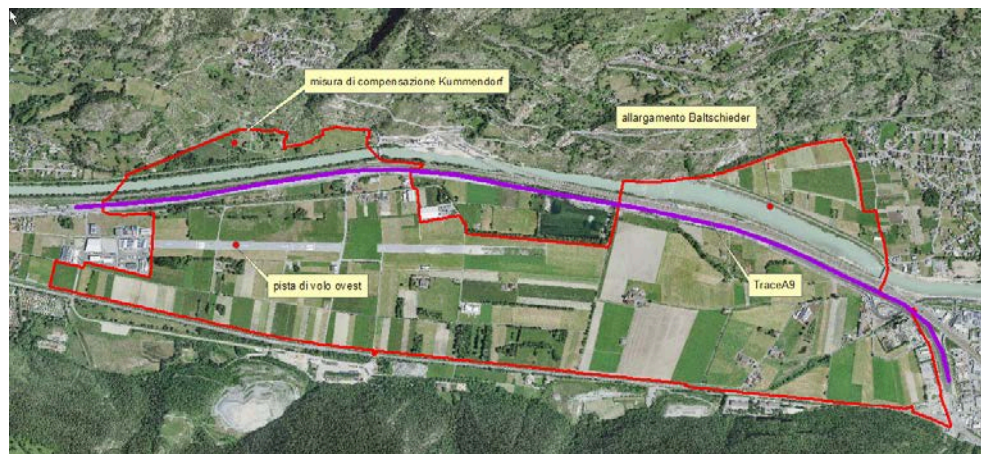 misura di compensazione Kummendorf
allargamento Baltschieder
pista di volo ovest
TraceA9